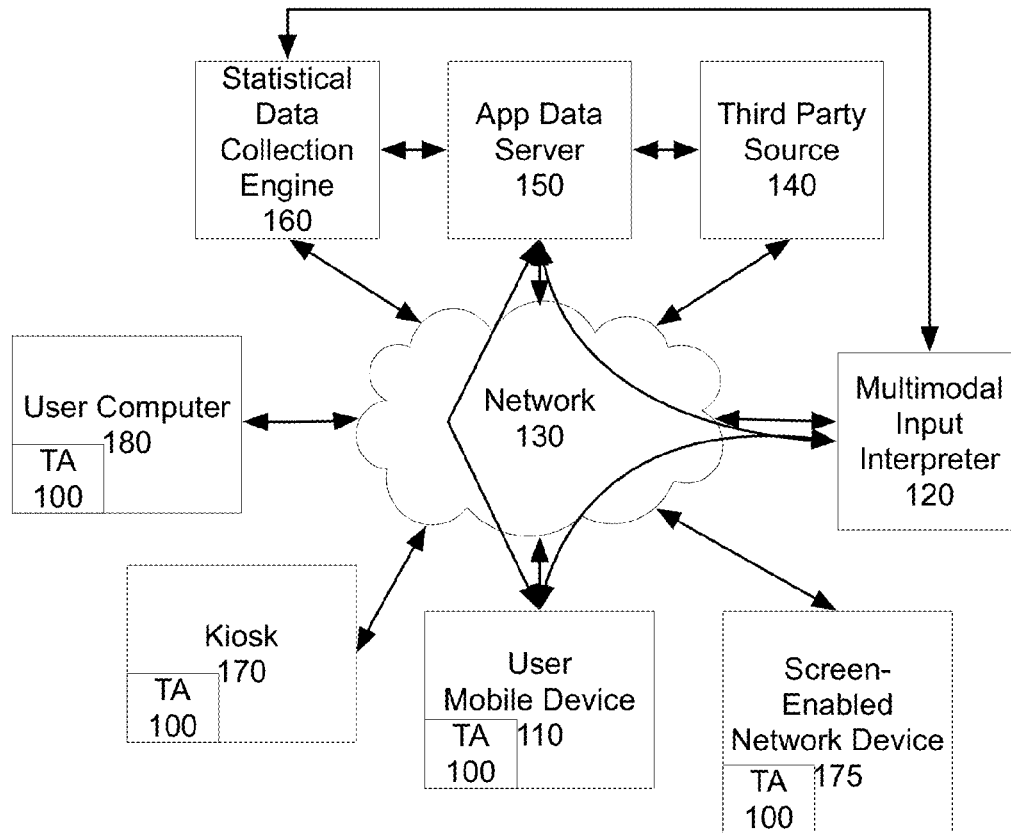 Statistical
Data
Collection
Engine
160
App Data
Server
150
Third Party
Source
140
User Computer
180
TA
100
Network
130
Multimodal
Input
Interpreter
120
Kiosk
170
TA
100
User
Mobile Device
110
TA
100
Screen-
Enabled
Network Device
175
TA
100